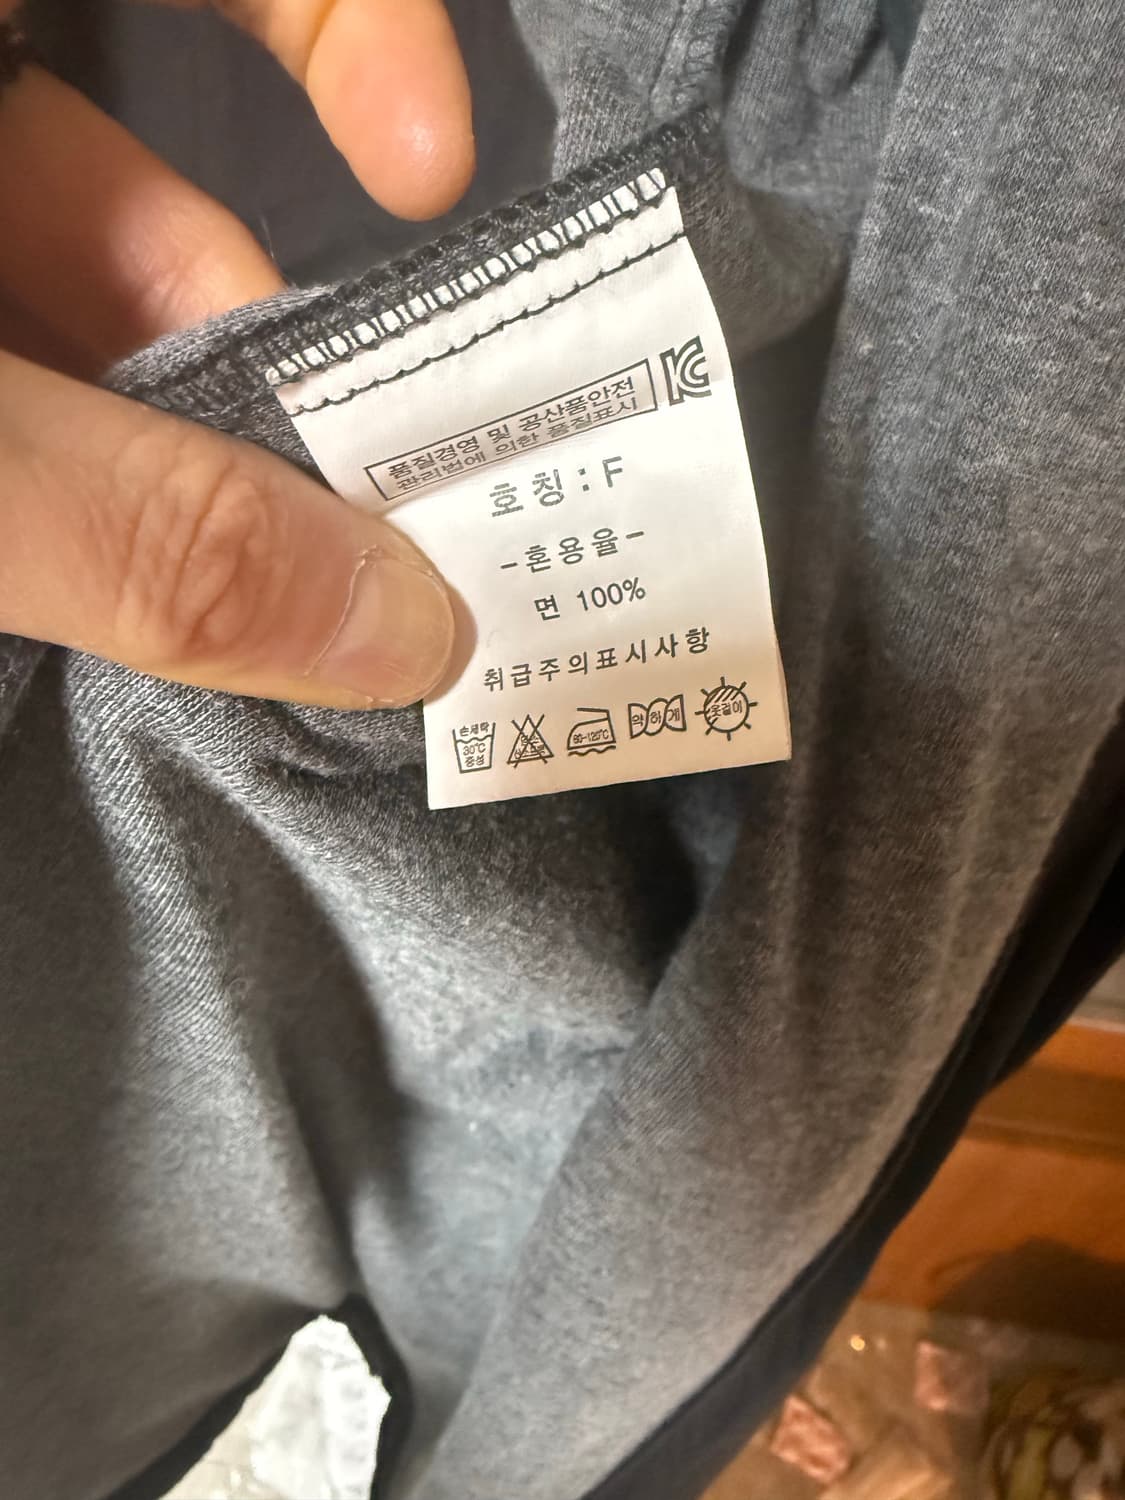 품질경영 및 공산품안전
관리법에 의한 품질표시
KC
호칭 : F
-혼용율-
면 100%
취급주의표시사항
손세탁
30℃
중성
80-120℃
약하게
옷걸이